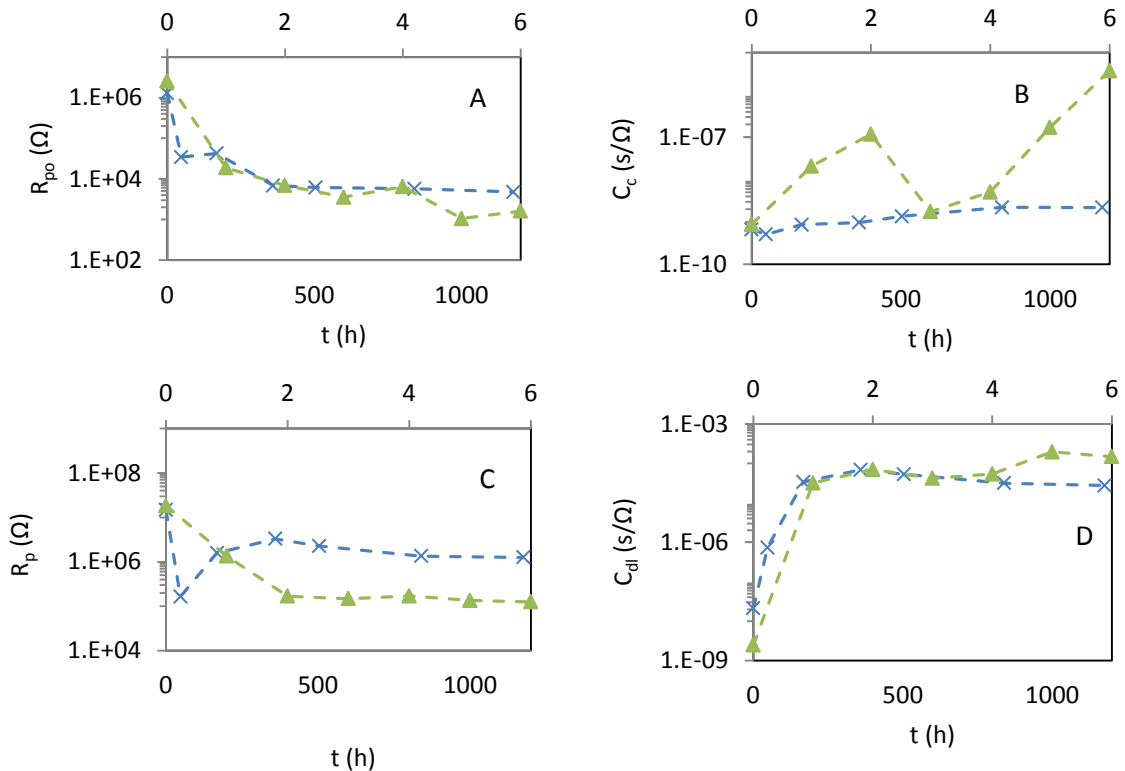 0 2 4 6
A
1.E+06
1.E+04
1.E+02
R_po (Ω)
0 500 1000
t (h)
0 2 4 6
B
1.E-07
1.E-10
C_c (s/Ω)
0 500 1000
t (h)
0 2 4 6
C
1.E+08
1.E+06
1.E+04
R_p (Ω)
0 500 1000
t (h)
0 2 4 6
1.E-03
1.E-06
1.E-09
D
C_dl (s/Ω)
0 500 1000
t (h)